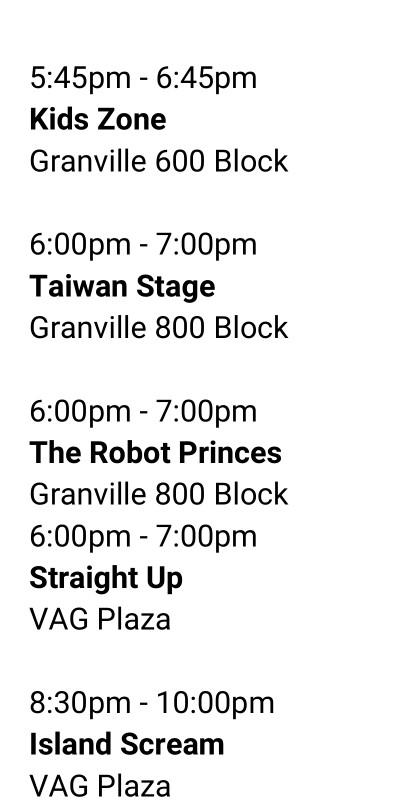 5:45pm - 6:45pm
Kids Zone
Granville 600 Block
6:00pm - 7:00pm
Taiwan Stage
Granville 800 Block
6:00pm - 7:00pm
The Robot Princes
Granville 800 Block
6:00pm - 7:00pm
Straight Up
VAG Plaza
8:30pm - 10:00pm
Island Scream
VAG Plaza